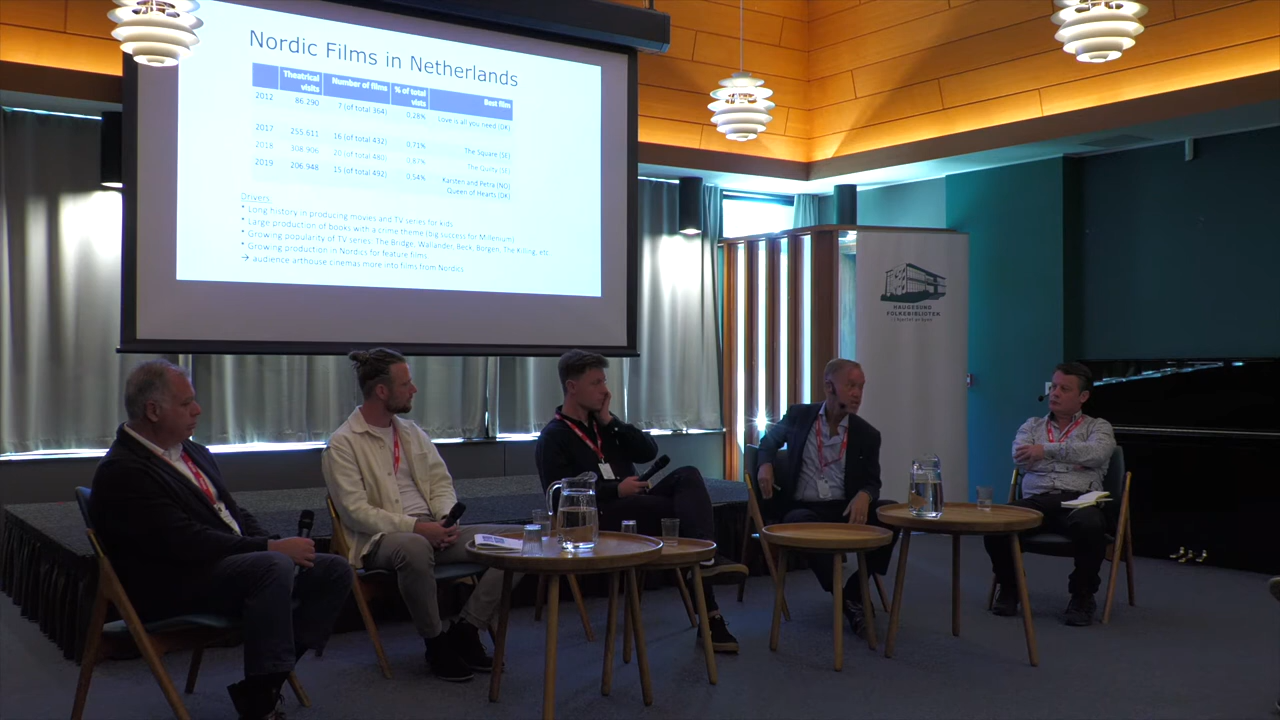 Nordic Films in Netherlands
Theatrical visits Number of films % of total visits Best film
2012 86 290 7 (of total 364) 0,28% Love is all you need (DK)
2017 255 611 16 (of total 432) 0,71% The Square (SE)
2018 308 906 20 (of total 480) 0,87% The Guilty (SE)
2019 206 948 15 (of total 492) 0,54% Karsten and Petra (NO)
Queen of Hearts (DK)
Drivers:
• Long history in producing movies and TV series for kids
• Large production of books with a crime theme (big success for Millenium)
• Growing popularity of TV series: The Bridge, Wallander, Beck, Borgen, The Killing, etc
• Growing production in Nordics for feature films
→ audience arthouse cinemas more into films from Nordics
HAUGESUND
FOLKEBIBLIOTEK